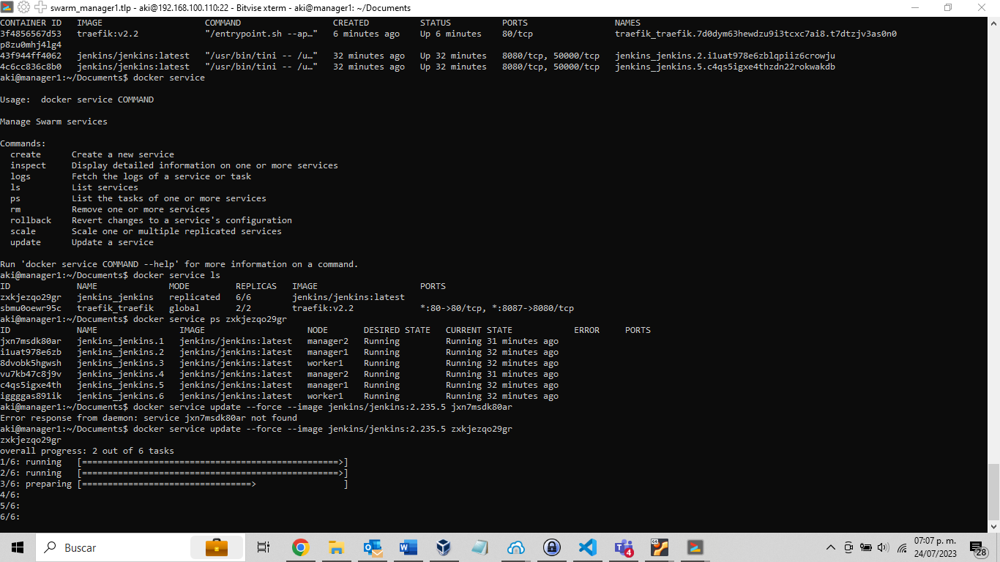 swarm_manager1.tlp - aki@192.168.100.110:22 - Bitvise xterm - aki@manager1: ~/Documents
CONTAINER ID   IMAGE                    COMMAND                  CREATED          STATUS          PORTS                 NAMES
3f4856567d53   traefik:v2.2             "/entrypoint.sh --ap…"   6 minutes ago    Up 6 minutes    80/tcp                traefik_traefik.7d0dym63hewdzu9i3tcxc7ai8.t7dtzjv3as0n0
p8zu0mhj4lg4
43f944ff4062   jenkins/jenkins:latest   "/usr/bin/tini -- /u…"   32 minutes ago   Up 32 minutes   8080/tcp, 50000/tcp   jenkins_jenkins.2.i1uat978e6zblqpiiz6crowju
4c6cc836c8b0   jenkins/jenkins:latest   "/usr/bin/tini -- /u…"   32 minutes ago   Up 32 minutes   8080/tcp, 50000/tcp   jenkins_jenkins.5.c4qs5igxe4thzdn22rokwakdb
aki@manager1:~/Documents$ docker service
Usage:  docker service COMMAND
Manage Swarm services
Commands:
  create      Create a new service
  inspect     Display detailed information on one or more services
  logs        Fetch the logs of a service or task
  ls          List services
  ps          List the tasks of one or more services
  rm          Remove one or more services
  rollback    Revert changes to a service's configuration
  scale       Scale one or multiple replicated services
  update      Update a service
Run 'docker service COMMAND --help' for more information on a command.
aki@manager1:~/Documents$ docker service ls
ID             NAME              MODE         REPLICAS   IMAGE                    PORTS
zxkjezqo29gr   jenkins_jenkins   replicated   6/6        jenkins/jenkins:latest
sbmu0oewr95c   traefik_traefik   global       2/2        traefik:v2.2             *:80->80/tcp, *:8087->8080/tcp
aki@manager1:~/Documents$ docker service ps zxkjezqo29gr
ID             NAME                IMAGE                    NODE       DESIRED STATE   CURRENT STATE            ERROR     PORTS
jxn7msdk80ar   jenkins_jenkins.1   jenkins/jenkins:latest   manager2   Running         Running 31 minutes ago
i1uat978e6zb   jenkins_jenkins.2   jenkins/jenkins:latest   manager1   Running         Running 32 minutes ago
8dvobk5hgwsh   jenkins_jenkins.3   jenkins/jenkins:latest   worker1    Running         Running 32 minutes ago
vu7kb47c8j9v   jenkins_jenkins.4   jenkins/jenkins:latest   manager2   Running         Running 31 minutes ago
c4qs5igxe4th   jenkins_jenkins.5   jenkins/jenkins:latest   manager1   Running         Running 32 minutes ago
iggggas891ik   jenkins_jenkins.6   jenkins/jenkins:latest   worker1    Running         Running 32 minutes ago
aki@manager1:~/Documents$ docker service update --force --image jenkins/jenkins:2.235.5 jxn7msdk80ar
Error response from daemon: service jxn7msdk80ar not found
aki@manager1:~/Documents$ docker service update --force --image jenkins/jenkins:2.235.5 zxkjezqo29gr
zxkjezqo29gr
overall progress: 2 out of 6 tasks
1/6: running   [==================================================>]
2/6: running   [==================================================>]
3/6: preparing [=================================>                 ]
4/6:
5/6:
6/6:
Buscar
4
07:07 p. m.
24/07/2023
28